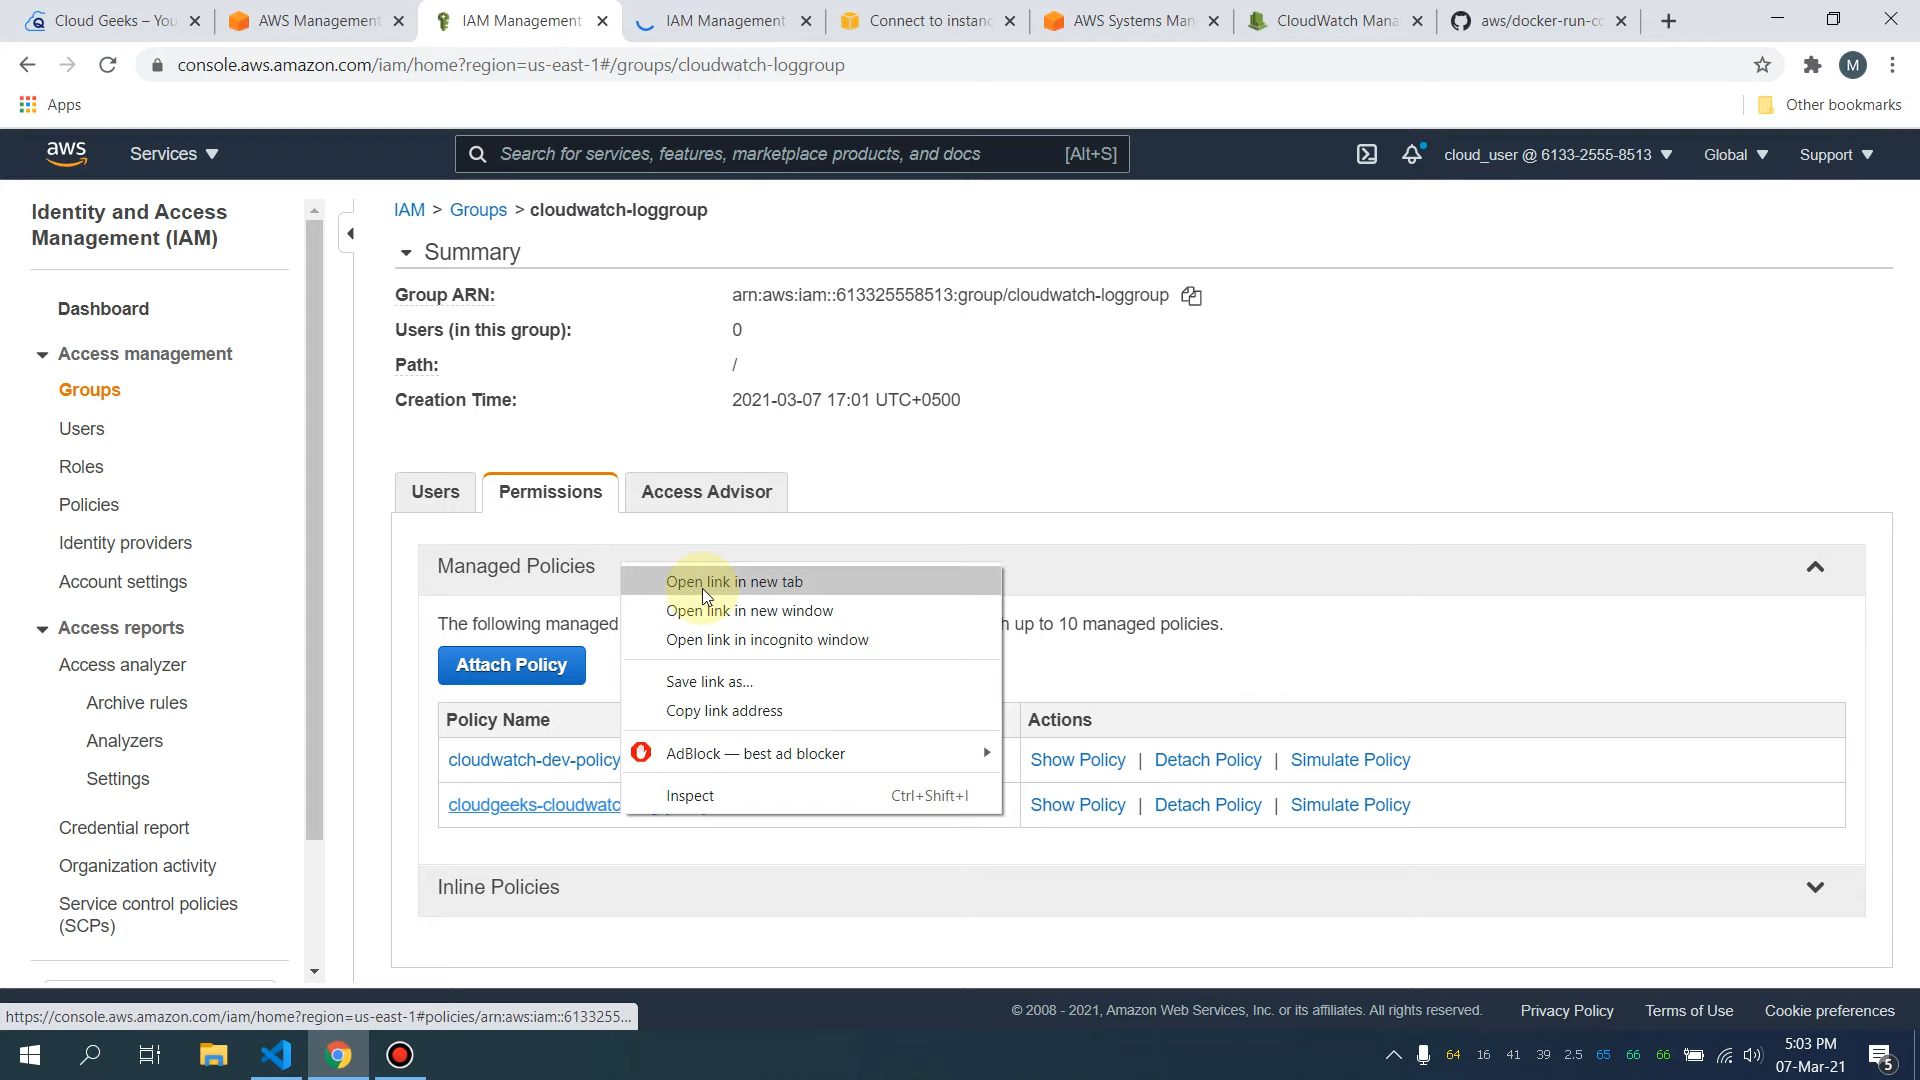 Cloud Geeks – You
AWS Management
IAM Management
IAM Management
Connect to instanc
AWS Systems Man
CloudWatch Mana
aws/docker-run-co
console.aws.amazon.com/iam/home?region=us-east-1#/groups/cloudwatch-loggroup
M
Apps
Other bookmarks
aws
Services
Search for services, features, marketplace products, and docs
[Alt+S]
cloud_user @ 6133-2555-8513
Global
Support
Identity and Access
Management (IAM)
Dashboard
Access management
Groups
Users
Roles
Policies
Identity providers
Account settings
Access reports
Access analyzer
Archive rules
Analyzers
Settings
Credential report
Organization activity
Service control policies
(SCPs)
IAM > Groups > cloudwatch-loggroup
Summary
Group ARN: arn:aws:iam::613325558513:group/cloudwatch-loggroup
Users (in this group): 0
Path: /
Creation Time: 2021-03-07 17:01 UTC+0500
Users
Permissions
Access Advisor
Managed Policies
The following managed
up to 10 managed policies.
Attach Policy
Policy Name
Actions
cloudwatch-dev-policy
Show Policy | Detach Policy | Simulate Policy
cloudgeeks-cloudwatc
Show Policy | Detach Policy | Simulate Policy
Inline Policies
Open link in new tab
Open link in new window
Open link in incognito window
Save link as...
Copy link address
AdBlock — best ad blocker
Inspect Ctrl+Shift+I
https://console.aws.amazon.com/iam/home?region=us-east-1#policies/arn:aws:iam::6133255...
© 2008 - 2021, Amazon Web Services, Inc. or its affiliates. All rights reserved.
Privacy Policy
Terms of Use
Cookie preferences
64 16 41 39 2.5 65 66 66
5:03 PM
07-Mar-21
5